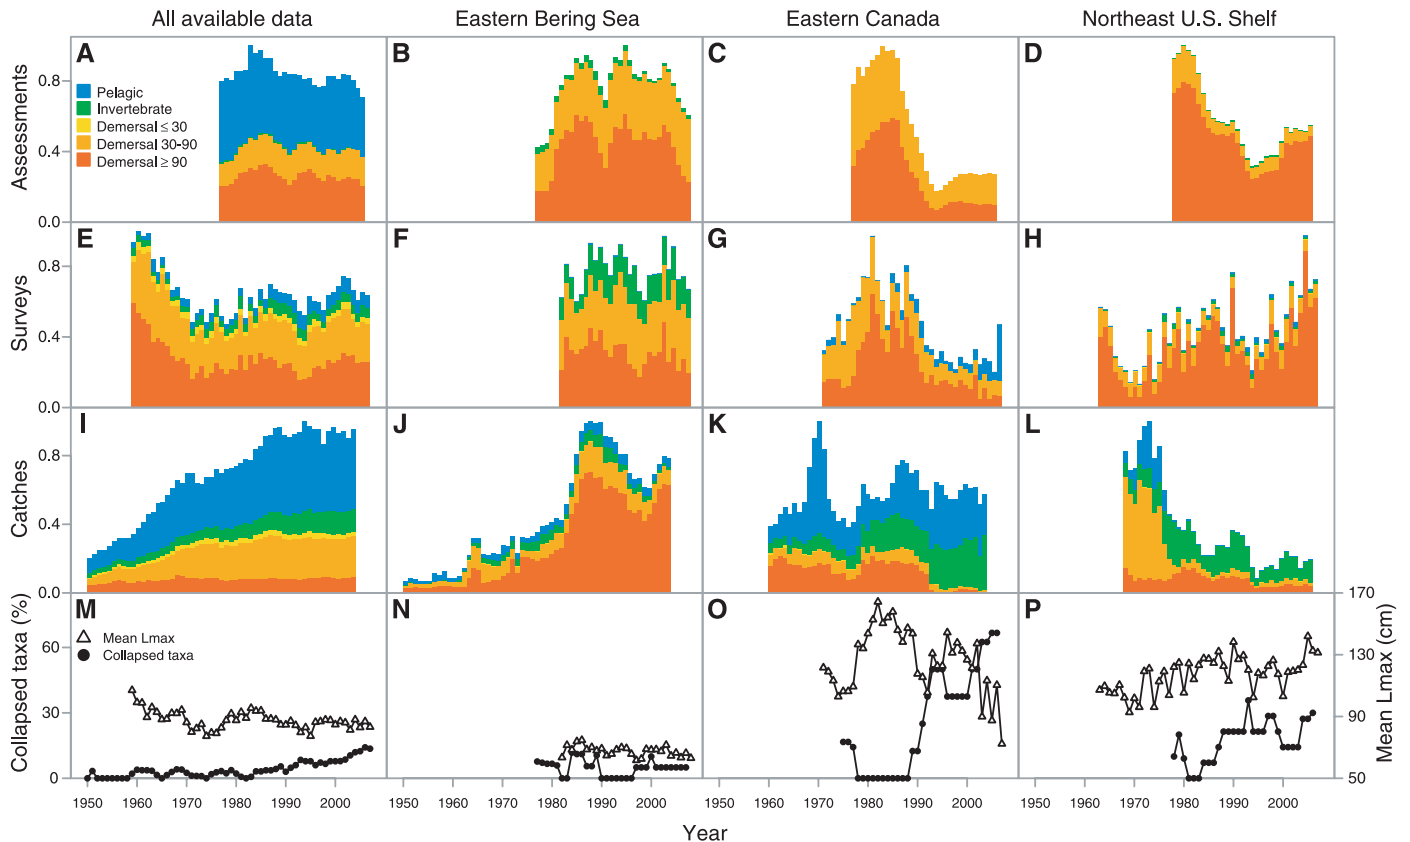 All available data
Eastern Bering Sea
Eastern Canada
Northeast U.S. Shelf
Assessments
0.8
0.4
0.0
A
Pelagic
Invertebrate
Demersal ≤ 30
Demersal 30-90
Demersal ≥ 90
B
C
D
Surveys
0.8
0.4
0.0
E
F
G
H
Catches
0.8
0.4
0.0
I
J
K
L
Collapsed taxa (%)
60
30
0
M
Mean Lmax
Collapsed taxa
N
O
P
170
130
90
50
Mean Lmax (cm)
1950 1960 1970 1980 1990 2000
1950 1960 1970 1980 1990 2000
1950 1960 1970 1980 1990 2000
1950 1960 1970 1980 1990 2000
Year